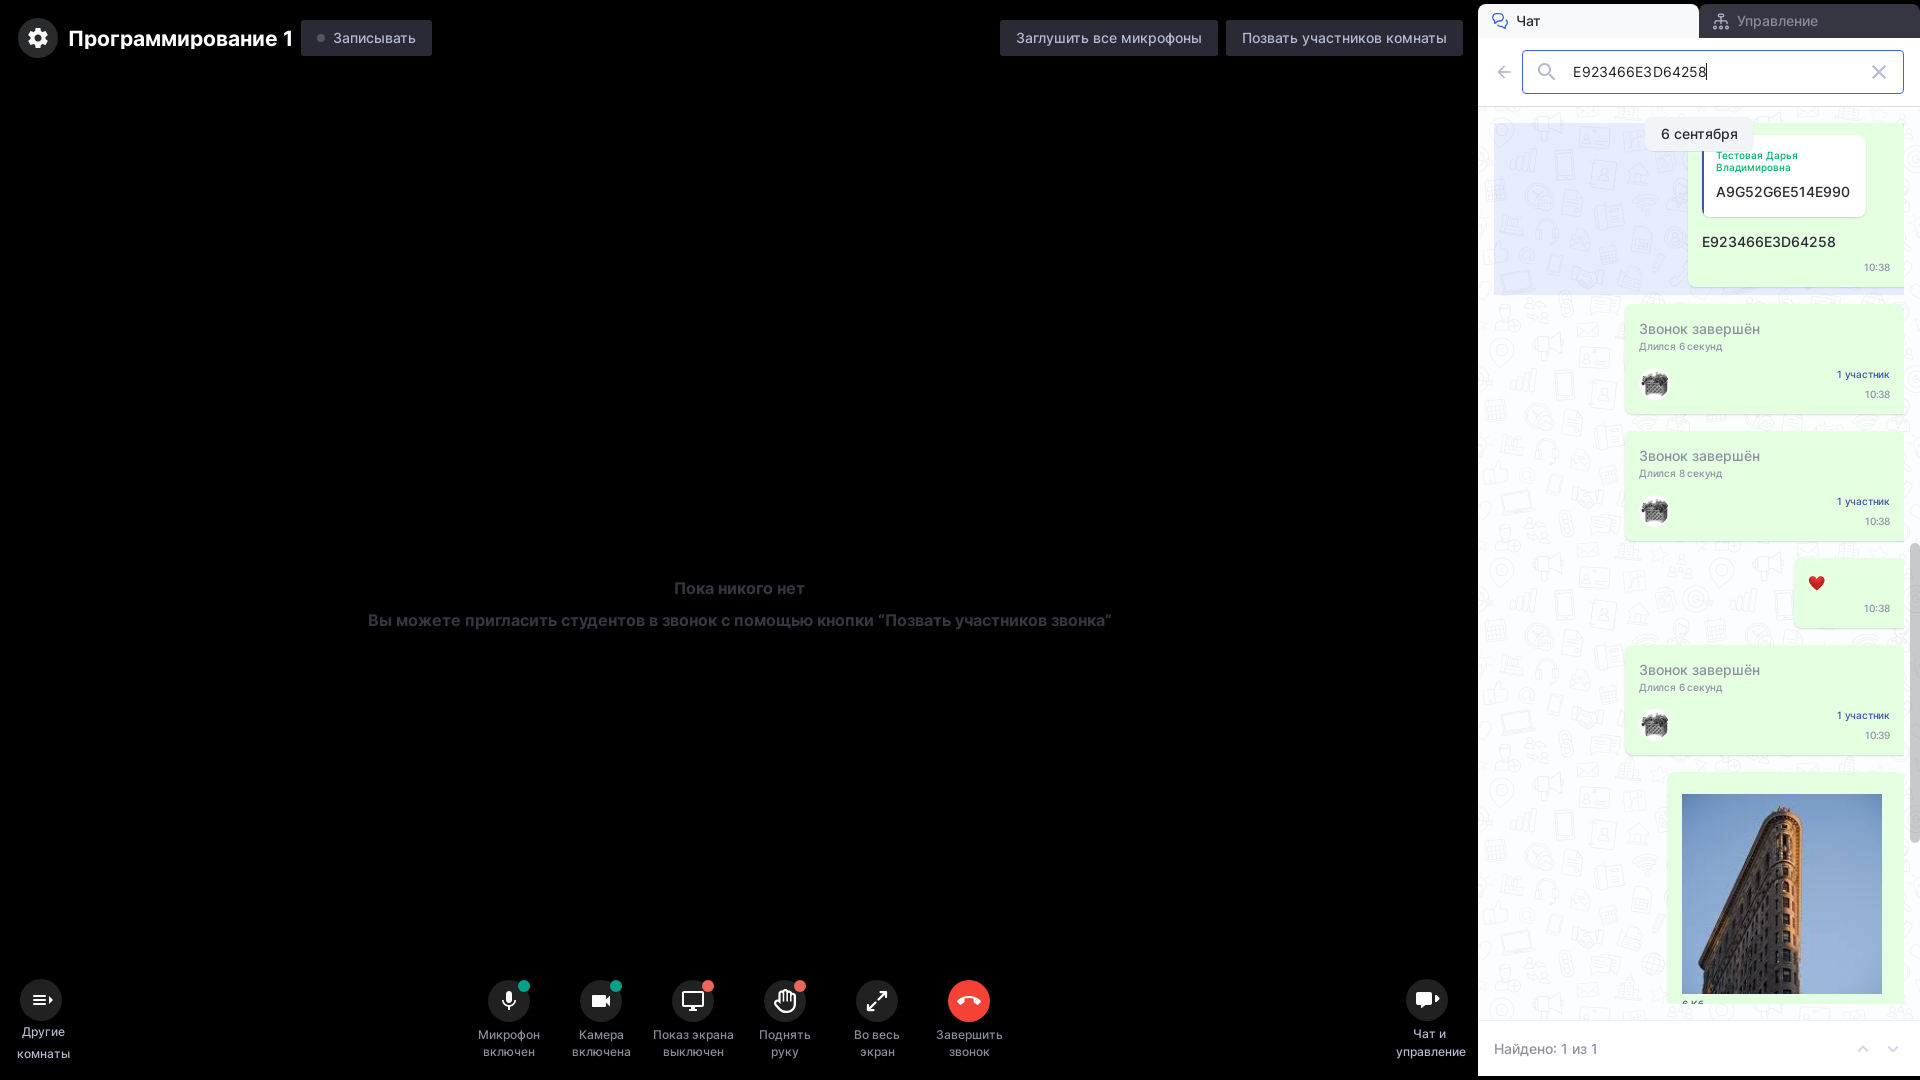 Программирование 1
Записывать
Заглушить все микрофоны
Позвать участников комнаты
Чат
Управление
E923466E3D64258
6 сентября
Тестовая Дарья
Владимировна
A9G52G6E514E990
E923466E3D64258
10:38
Звонок завершён
Длился 6 секунд
1 участник
10:38
Звонок завершён
Длился 8 секунд
1 участник
10:38
10:38
Звонок завершён
Длился 6 секунд
1 участник
10:39
6 Кб
Найдено: 1 из 1
Пока никого нет
Вы можете пригласить студентов в звонок с помощью кнопки “Позвать участников звонка”
Другие
комнаты
Микрофон
включен
Камера
включена
Показ экрана
выключен
Поднять
руку
Во весь
экран
Завершить
звонок
Чат и
управление